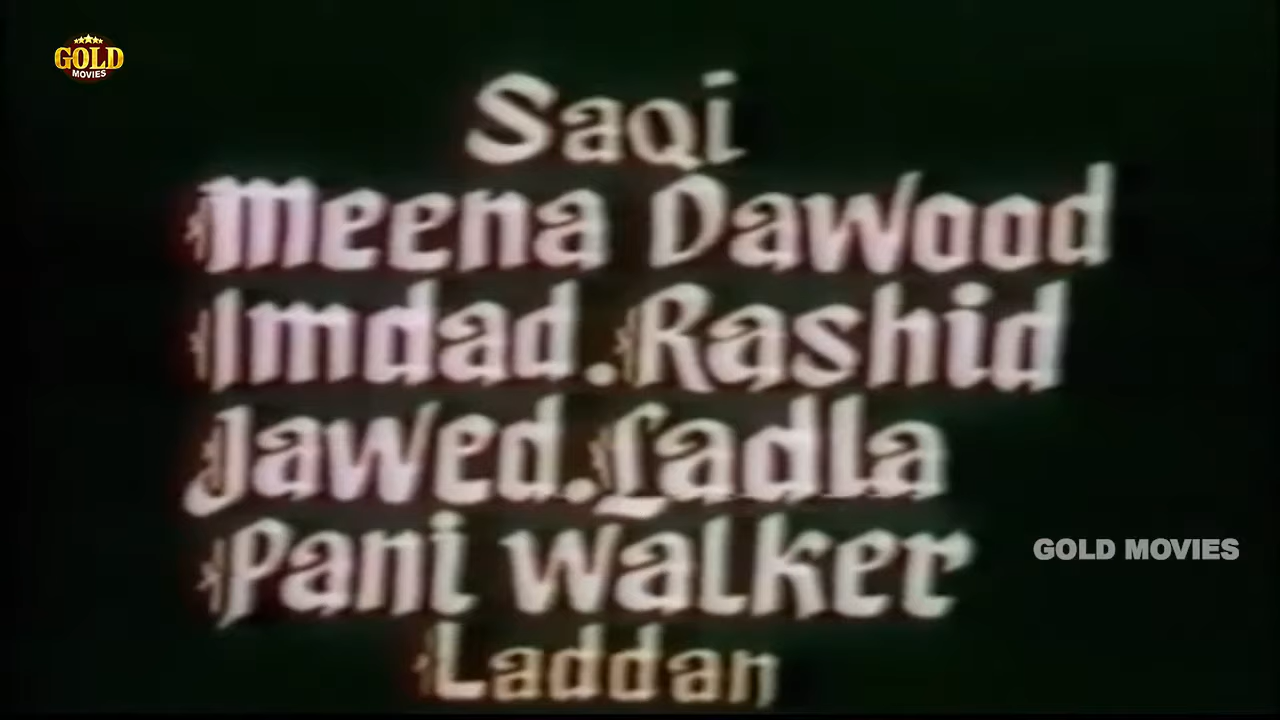 GOLD
MOVIES
Saqi
Meena Dawood
Imdad. Rashid
Jawed. Ladla
Pani Walker
Laddan
GOLD MOVIES